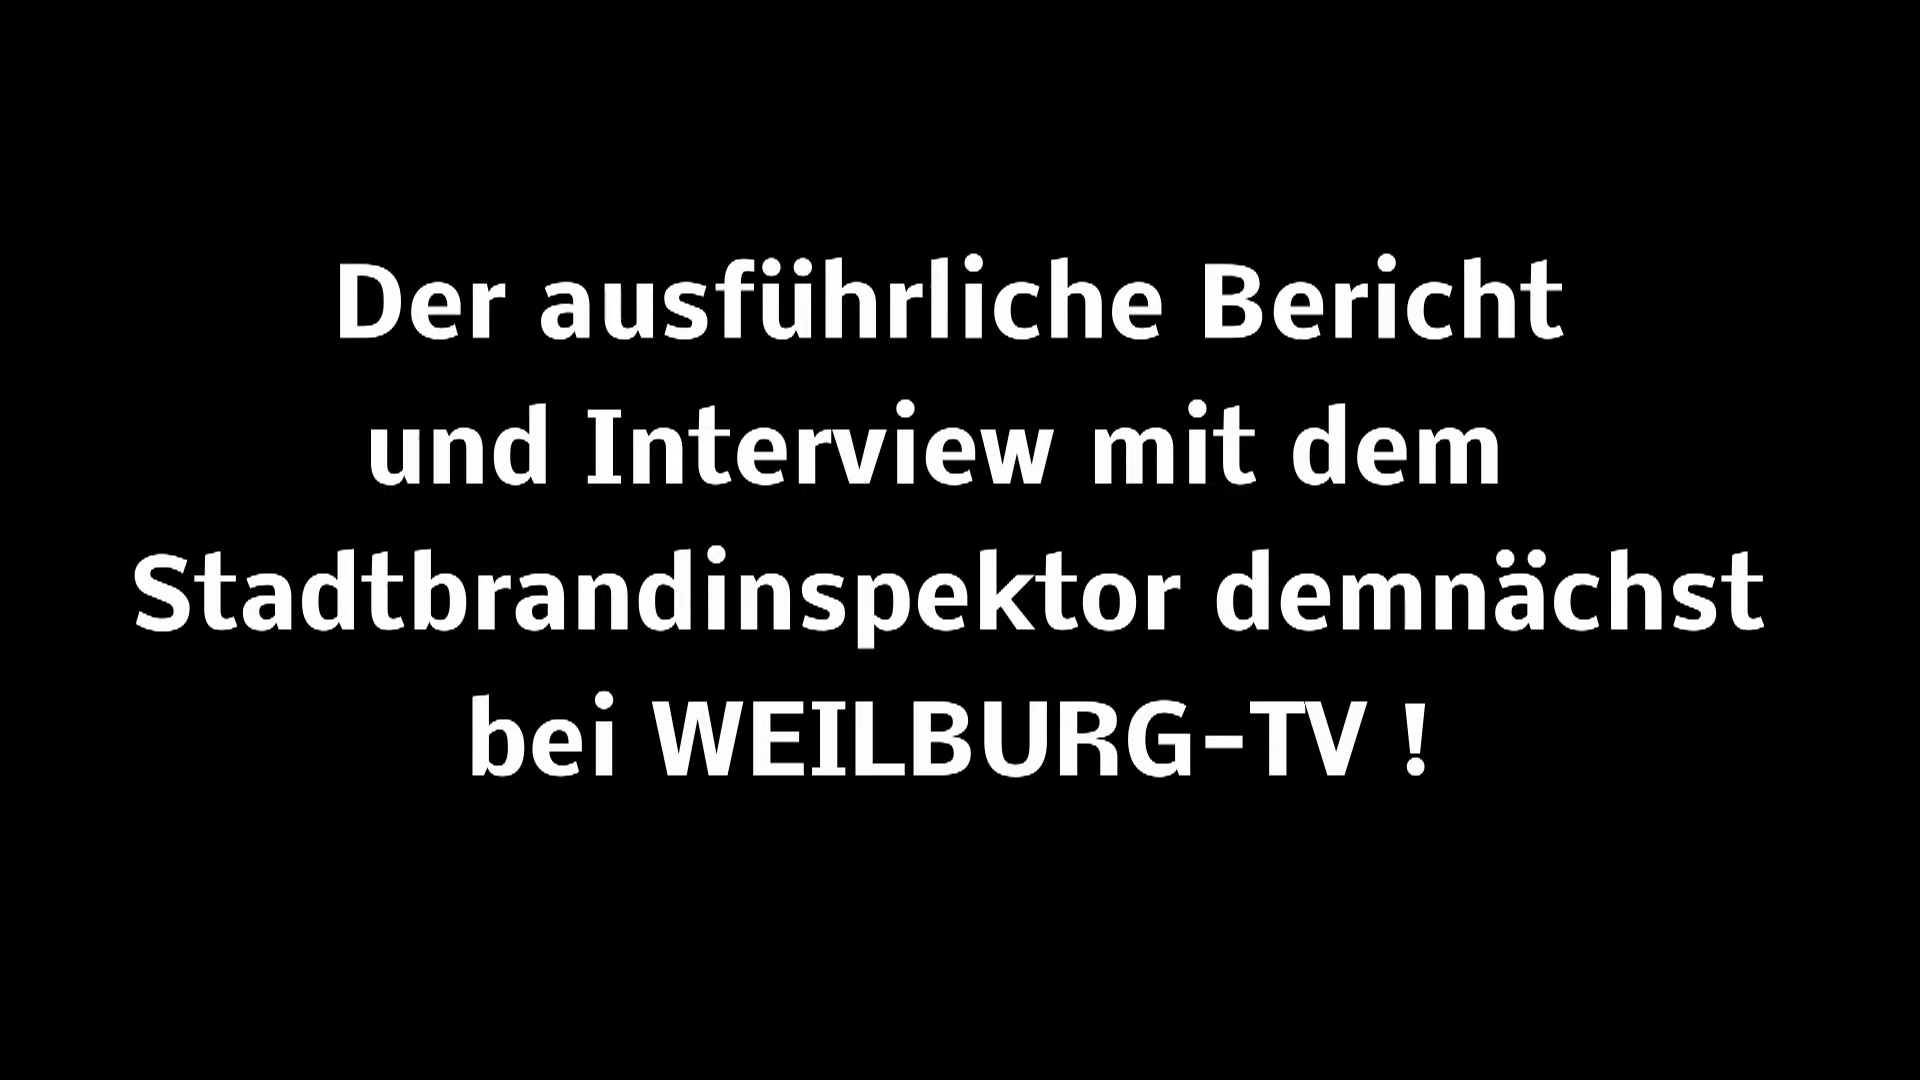 Der ausführliche Bericht
und Interview mit dem
Stadtbrandinspektor demnächst
bei WEILBURG-TV !